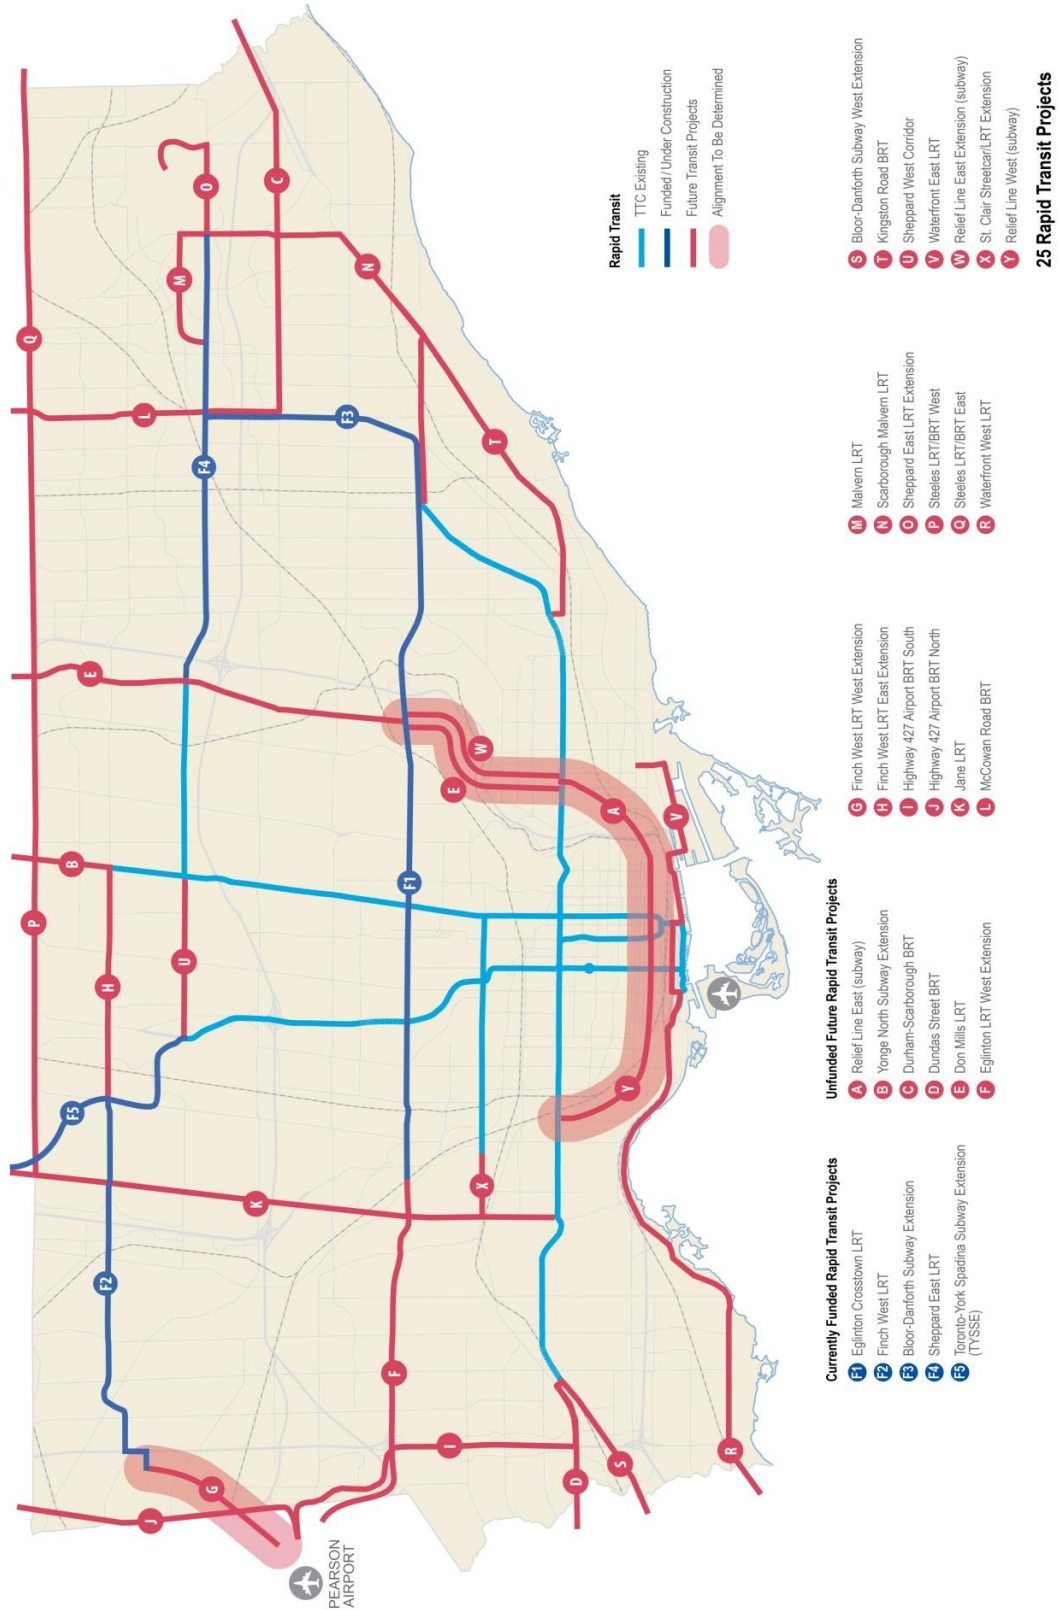 Q
P
B
E
L
M
O
C
N
F4
F3
F5
H
U
F2
K
J
G
PEARSON
AIRPORT
F
I
F1
E
W
T
X
A
Y
V
D
S
R
Rapid Transit
TTC Existing
Funded / Under Construction
Future Transit Projects
Alignment To Be Determined
Currently Funded Rapid Transit Projects
F1 Eglinton Crosstown LRT
F2 Finch West LRT
F3 Bloor-Danforth Subway Extension
F4 Sheppard East LRT
F5 Toronto-York Spadina Subway Extension
(TYSSE)
Unfunded Future Rapid Transit Projects
A Relief Line East (subway)
B Yonge North Subway Extension
C Durham-Scarborough BRT
D Dundas Street BRT
E Don Mills LRT
F Eglinton LRT West Extension
G Finch West LRT West Extension
H Finch West LRT East Extension
I Highway 427 Airport BRT South
J Highway 427 Airport BRT North
K Jane LRT
L McCowan Road BRT
M Malvern LRT
N Scarborough Malvern LRT
O Sheppard East LRT Extension
P Steeles LRT/BRT West
Q Steeles LRT/BRT East
R Waterfront West LRT
S Bloor-Danforth Subway West Extension
T Kingston Road BRT
U Sheppard West Corridor
V Waterfront East LRT
W Relief Line East Extension (subway)
X St. Clair Streetcar/LRT Extension
Y Relief Line West (subway)
25 Rapid Transit Projects